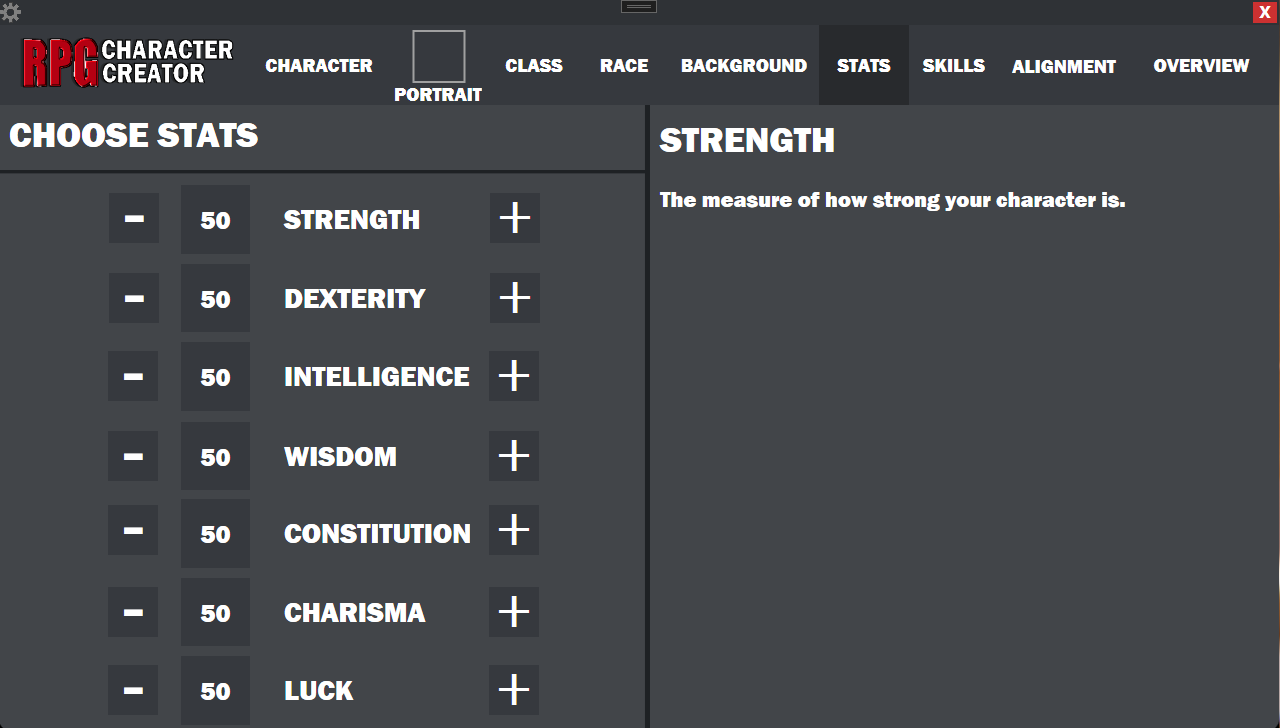 X
RPG CHARACTER CREATOR
CHARACTER
PORTRAIT
CLASS
RACE
BACKGROUND
STATS
SKILLS
ALIGNMENT
OVERVIEW
CHOOSE STATS
- 50 STRENGTH +
- 50 DEXTERITY +
- 50 INTELLIGENCE +
- 50 WISDOM +
- 50 CONSTITUTION +
- 50 CHARISMA +
- 50 LUCK +
STRENGTH
The measure of how strong your character is.